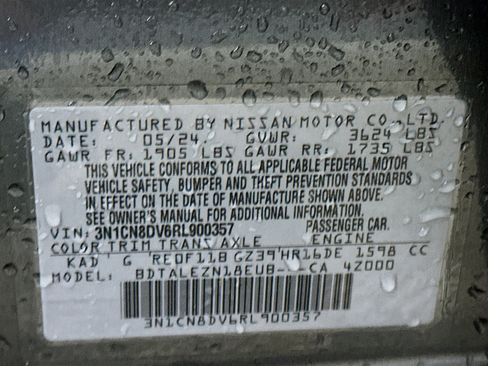 MANUFACTURED BY NISSAN MOTOR CO., LTD.
DATE: 05/24. GVWR: 3624 LBS
GAWR FR: 1905 LBS GAWR RR: 1735 LBS
THIS VEHICLE CONFORMS TO ALL APPLICABLE FEDERAL MOTOR
VEHICLE SAFETY, BUMPER AND THEFT PREVENTION STANDARDS
IN EFFECT ON THE DATE OF MANUFACTURE SHOWN ABOVE.
SEE OWNER'S MANUAL FOR ADDITIONAL INFORMATION
VIN: 3N1CN8DV6RL900357 PASSENGER CAR.
COLOR TRIM TRANS AXLE ENGINE
KAD G RE0F11B GZ39 HR16DE 1598 CC
MODEL: BDTALEZN18EUB-- CA 4Z000
3N1CN8DV6RL900357